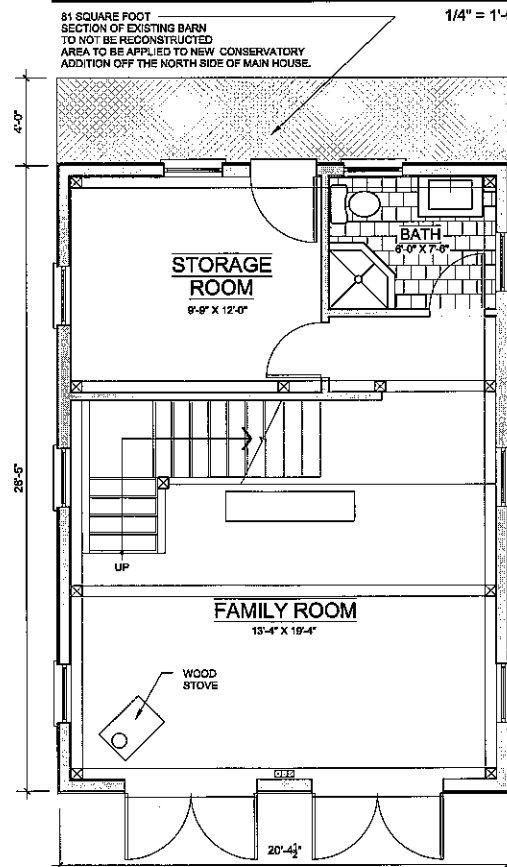 81 SQUARE FOOT
SECTION OF EXISTING BARN
TO NOT BE RECONSTRUCTED
AREA TO BE APPLIED TO NEW CONSERVATORY
ADDITION OFF THE NORTH SIDE OF MAIN HOUSE.
1/4" = 1'-
4'-0"
BATH
6'-0" X 7'-6"
STORAGE
ROOM
9'-9" X 12'-0"
28'-5"
UP
FAMILY ROOM
13'-4" X 19'-4"
WOOD
STOVE
20'-4½"